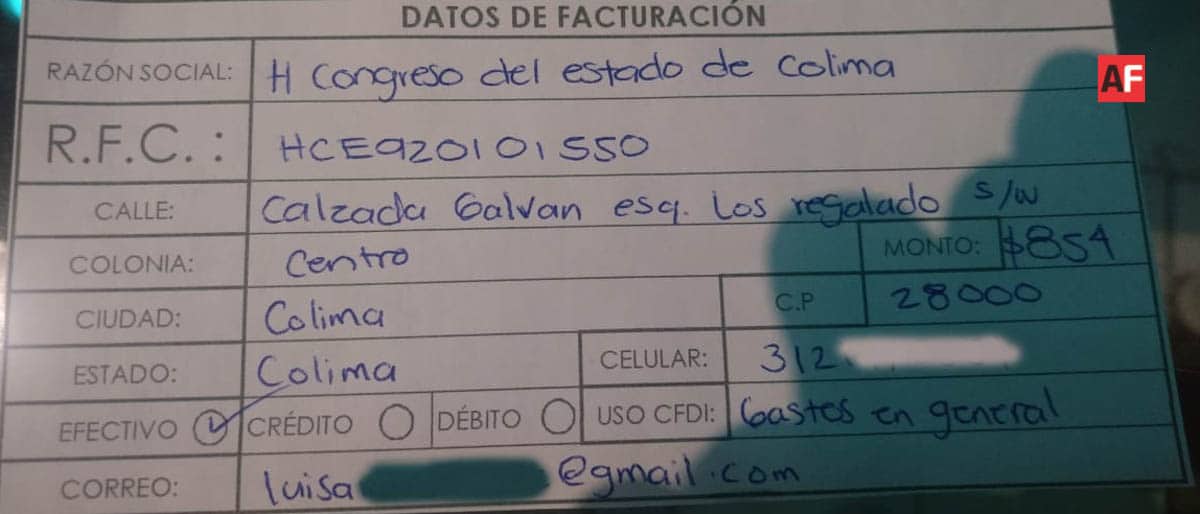 DATOS DE FACTURACIÓN
AF
RAZÓN SOCIAL: H Congreso del estado de Colima
R.F.C. : HCE920101550
CALLE: Calzada Galvan esq. Los regalado s/n
COLONIA: Centro
MONTO: $854
CIUDAD: Colima
C.P 28000
ESTADO: Colima
CELULAR: 312
EFECTIVO CRÉDITO DÉBITO USO CFDI: Gastos en general
CORREO: luisa @gmail.com